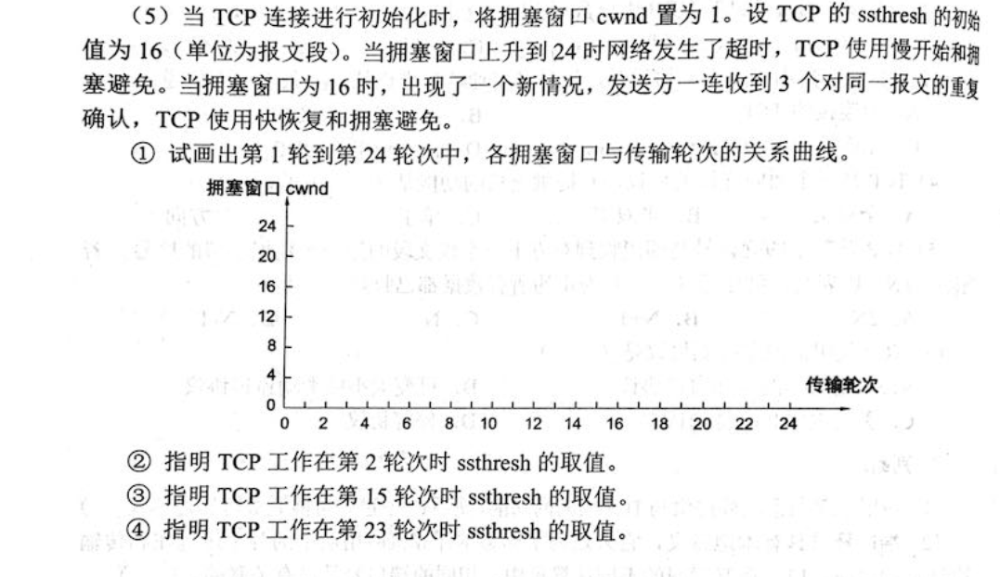 (5) 当 TCP 连接进行初始化时，将拥塞窗口 cwnd 置为 1。设 TCP 的 ssthresh 的初始
值为 16（单位为报文段）。当拥塞窗口上升到 24 时网络发生了超时，TCP 使用慢开始和拥
塞避免。当拥塞窗口为 16 时，出现了一个新情况，发送方一连收到 3 个对同一报文的重复
确认，TCP 使用快恢复和拥塞避免。
① 试画出第 1 轮到第 24 轮次中，各拥塞窗口与传输轮次的关系曲线。
拥塞窗口 cwnd
24
20
16
12
8
4
0
传输轮次
0 2 4 6 8 10 12 14 16 18 20 22 24
② 指明 TCP 工作在第 2 轮次时 ssthresh 的取值。
③ 指明 TCP 工作在第 15 轮次时 ssthresh 的取值。
④ 指明 TCP 工作在第 23 轮次时 ssthresh 的取值。